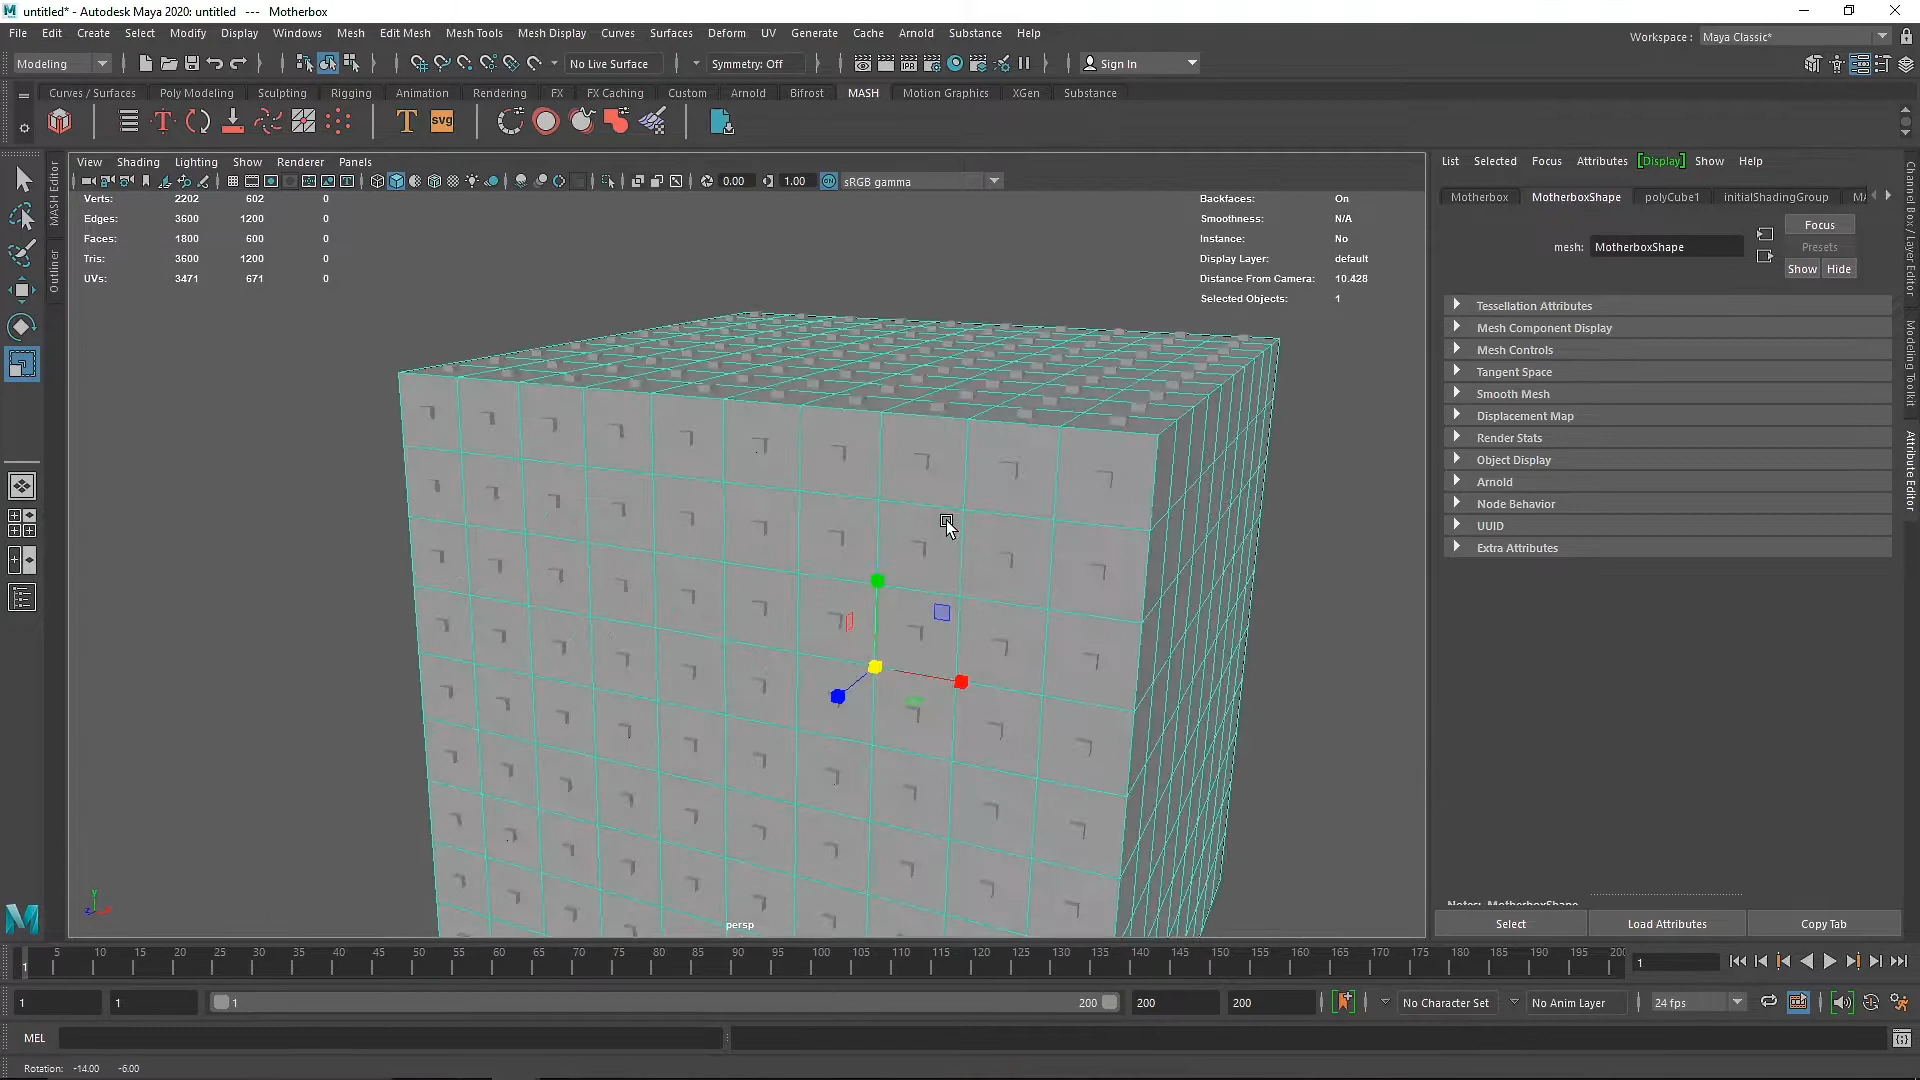 untitled* - Autodesk Maya 2020: untitled --- Motherbox
File Edit Create Select Modify Display Windows Mesh Edit Mesh Mesh Tools Mesh Display Curves Surfaces Deform UV Generate Cache Arnold Substance Help
Workspace : Maya Classic*
Modeling No Live Surface Symmetry: Off Sign In
Curves / Surfaces Poly Modeling Sculpting Rigging Animation Rendering FX FX Caching Custom Arnold Bifrost MASH Motion Graphics XGen Substance
T T svg
IPR
View Shading Lighting Show Renderer Panels
0.00 1.00 ON sRGB gamma
Verts: 2202 602 0
Edges: 3600 1200 0
Faces: 1800 600 0
Tris: 3600 1200 0
UVs: 3471 671 0
Backfaces: On
Smoothness: N/A
Instance: No
Display Layer: default
Distance From Camera: 10.428
Selected Objects: 1
persp
y
z
MASH Editor
Outliner
List Selected Focus Attributes [Display] Show Help
Motherbox MotherboxShape polyCube1 initialShadingGroup MA
mesh: MotherboxShape
Focus
Presets
Show Hide
Tessellation Attributes
Mesh Component Display
Mesh Controls
Tangent Space
Smooth Mesh
Displacement Map
Render Stats
Object Display
Arnold
Node Behavior
UUID
Extra Attributes
Notes: MotherboxShape
Select Load Attributes Copy Tab
Channel Box / Layer Editor
Modeling Toolkit
Attribute Editor
5 10 15 20 25 30 35 40 45 50 55 60 65 70 75 80 85 90 95 100 105 110 115 120 125 130 135 140 145 150 155 160 165 170 175 180 185 190 195 200
1 1
1 1 1 200 200 200 No Character Set No Anim Layer 24 fps
MEL
Rotation: -14.00 -6.00